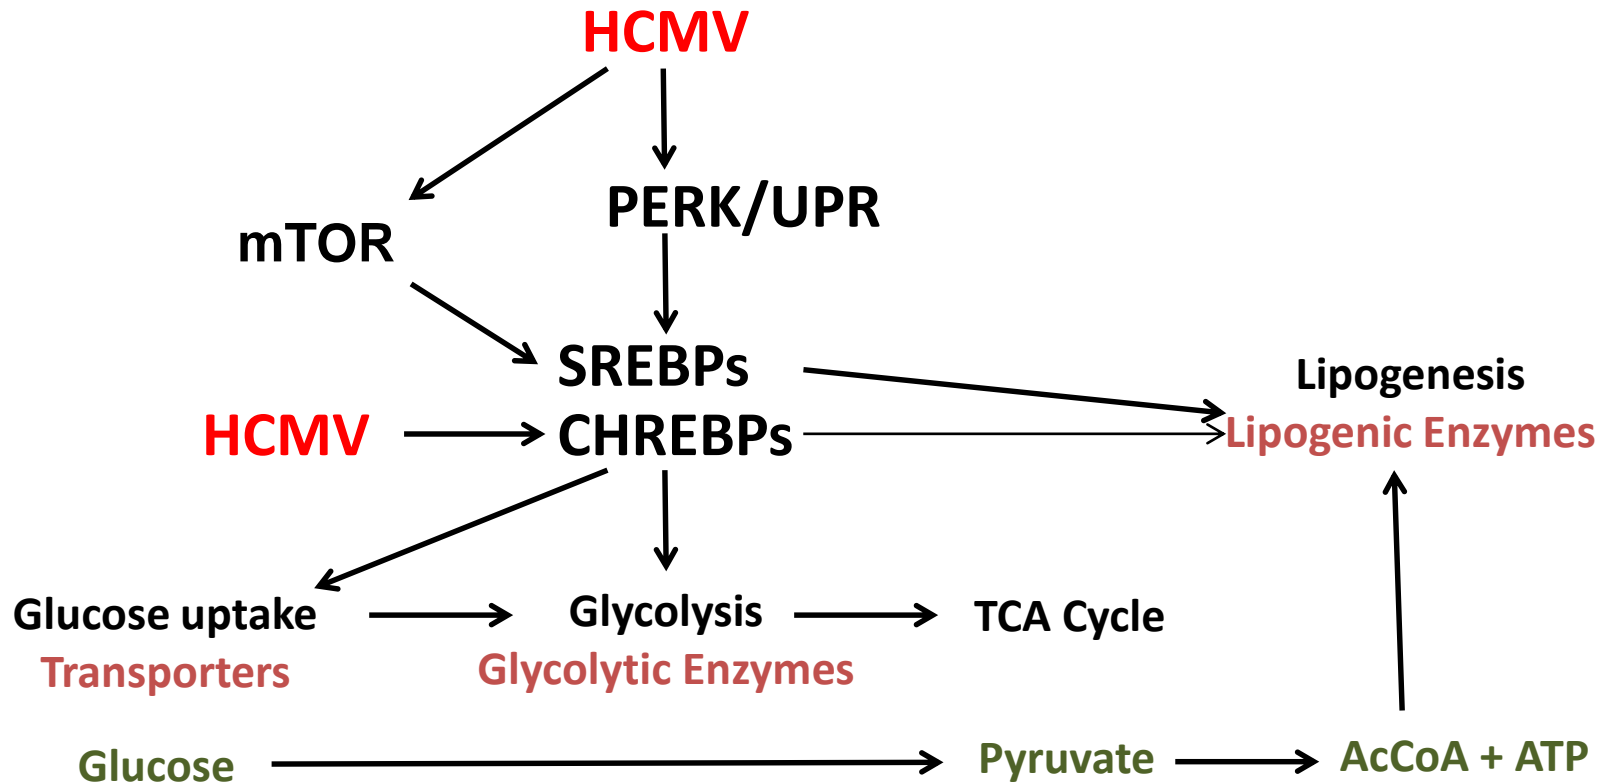 HCMV
PERK/UPR
mTOR
SREBPs
Lipogenesis
HCMV
CHREBPs
Lipogenic Enzymes
Glucose uptake
Glycolysis
TCA Cycle
Transporters
Glycolytic Enzymes
Glucose
Pyruvate
AcCoA + ATP